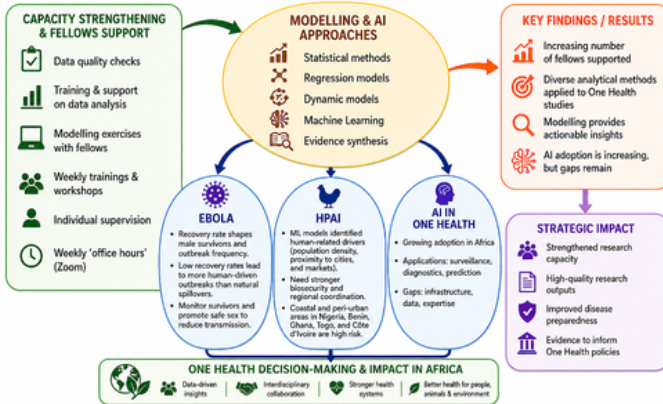 CAPACITY STRENGTHENING
& FELLOWS SUPPORT
Data quality checks
Training & support
on data analysis
Modelling exercises
with fellows
Weekly trainings &
workshops
Individual supervision
Weekly ‘office hours’
(Zoom)
MODELLING & AI
APPROACHES
Statistical methods
Regression models
Dynamic models
Machine Learning
Evidence synthesis
KEY FINDINGS / RESULTS
Increasing number
of fellows supported
Diverse analytical methods
applied to One Health
studies
Modelling provides
actionable insights
AI adoption is increasing,
but gaps remain
EBOLA
• Recovery rate shapes
male survivors and
outbreak frequency.
• Low recovery rates lead
to more human-driven
outbreaks than natural
spillovers.
• Monitor survivors and
promote safe sex to
reduce transmission.
HPAI
• ML models identified
human-related drivers
(population density,
proximity to cities,
and markets).
• Need stronger
biosecurity and
regional coordination.
• Coastal and peri-urban
areas in Nigeria, Benin,
Ghana, Togo, and Côte
d’Ivoire are high risk.
AI IN
ONE HEALTH
• Growing adoption in Africa
• Applications: surveillance,
diagnostics, prediction
• Gaps: infrastructure,
data, expertise
STRATEGIC IMPACT
Strengthened research
capacity
High-quality research
outputs
Improved disease
preparedness
Evidence to inform
One Health policies
ONE HEALTH DECISION-MAKING & IMPACT IN AFRICA
Data-driven
insights
Interdisciplinary
collaboration
Stronger health
systems
Better health for people,
animals & environment